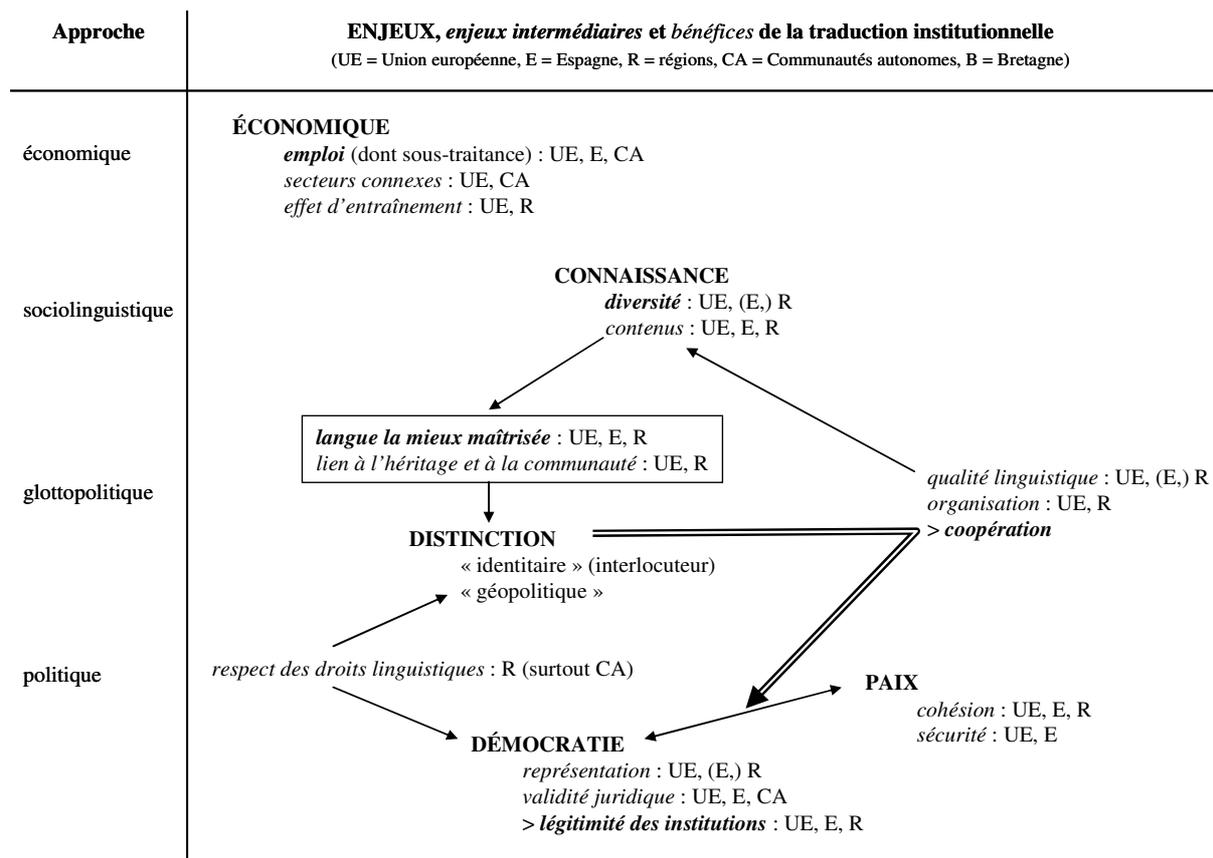 Approche
ENJEUX, enjeux intermédiaires et bénéfices de la traduction institutionnelle
(UE = Union européenne, E = Espagne, R = régions, CA = Communautés autonomes, B = Bretagne)
économique
ÉCONOMIQUE
emploi (dont sous-traitance) : UE, E, CA
secteurs connexes : UE, CA
effet d'entraînement : UE, R
sociolinguistique
CONNAISSANCE
diversité : UE, (E,) R
contenus : UE, E, R
glottopolitique
langue la mieux maîtrisée : UE, E, R
lien à l'héritage et à la communauté : UE, R
qualité linguistique : UE, (E,) R
organisation : UE, R
> coopération
DISTINCTION
« identitaire » (interlocuteur)
« géopolitique »
politique
respect des droits linguistiques : R (surtout CA)
PAIX
cohésion : UE, E, R
sécurité : UE, E
DÉMOCRATIE
représentation : UE, (E,) R
validité juridique : UE, E, CA
> légitimité des institutions : UE, E, R